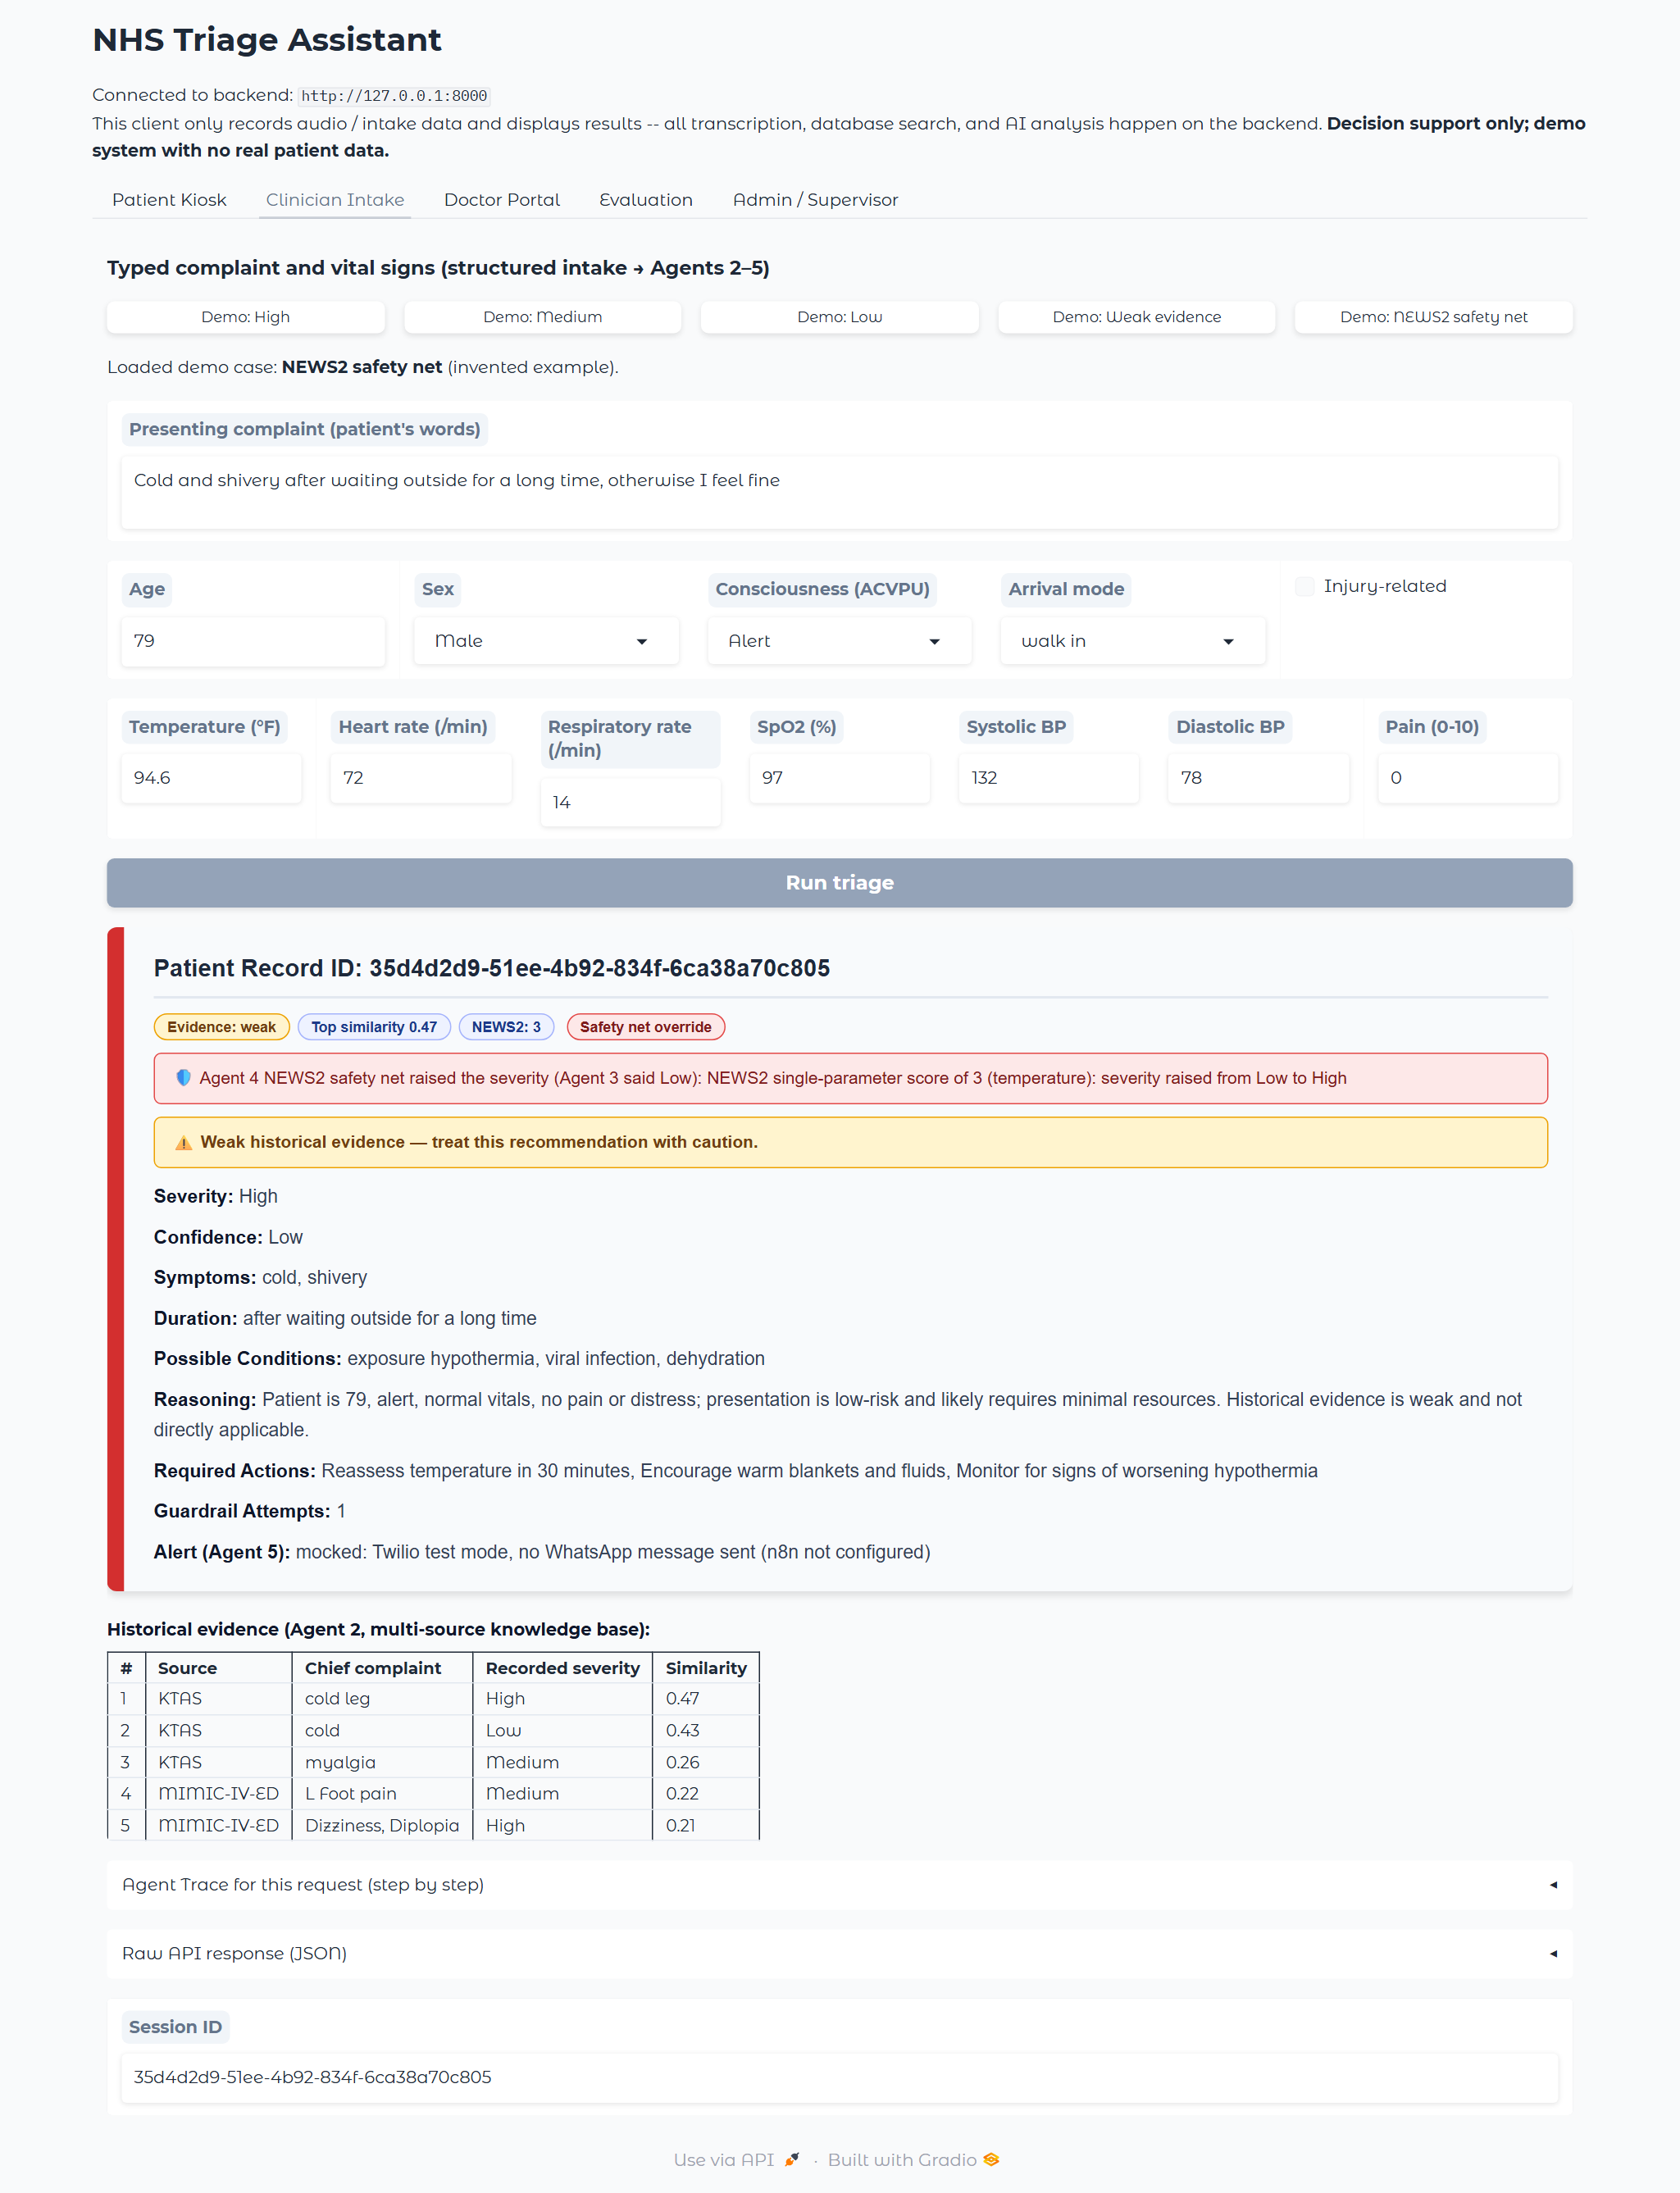 NHS Triage Assistant
Connected to backend: http://127.0.0.1:8000
This client only records audio / intake data and displays results -- all transcription, database search, and AI analysis happen on the backend. Decision support only; demo
system with no real patient data.
Patient Kiosk
Clinician Intake
Doctor Portal
Evaluation
Admin / Supervisor
Typed complaint and vital signs (structured intake → Agents 2–5)
Demo: High
Demo: Medium
Demo: Low
Demo: Weak evidence
Demo: NEWS2 safety net
Loaded demo case: NEWS2 safety net (invented example).
Presenting complaint (patient's words)
Cold and shivery after waiting outside for a long time, otherwise I feel fine
Age
79
Sex
Male
Consciousness (ACVPU)
Alert
Arrival mode
walk in
Injury-related
Temperature (°F)
94.6
Heart rate (/min)
72
Respiratory rate
(/min)
14
SpO2 (%)
97
Systolic BP
132
Diastolic BP
78
Pain (0-10)
0
Run triage
Patient Record ID: 35d4d2d9-51ee-4b92-834f-6ca38a70c805
Evidence: weak
Top similarity 0.47
NEWS2: 3
Safety net override
Agent 4 NEWS2 safety net raised the severity (Agent 3 said Low): NEWS2 single-parameter score of 3 (temperature): severity raised from Low to High
Weak historical evidence — treat this recommendation with caution.
Severity: High
Confidence: Low
Symptoms: cold, shivery
Duration: after waiting outside for a long time
Possible Conditions: exposure hypothermia, viral infection, dehydration
Reasoning: Patient is 79, alert, normal vitals, no pain or distress; presentation is low-risk and likely requires minimal resources. Historical evidence is weak and not
directly applicable.
Required Actions: Reassess temperature in 30 minutes, Encourage warm blankets and fluids, Monitor for signs of worsening hypothermia
Guardrail Attempts: 1
Alert (Agent 5): mocked: Twilio test mode, no WhatsApp message sent (n8n not configured)
Historical evidence (Agent 2, multi-source knowledge base):
# Source Chief complaint Recorded severity Similarity
1 KTAS cold leg High 0.47
2 KTAS cold Low 0.43
3 KTAS myalgia Medium 0.26
4 MIMIC-IV-ED L Foot pain Medium 0.22
5 MIMIC-IV-ED Dizziness, Diplopia High 0.21
Agent Trace for this request (step by step)
Raw API response (JSON)
Session ID
35d4d2d9-51ee-4b92-834f-6ca38a70c805
Use via API · Built with Gradio